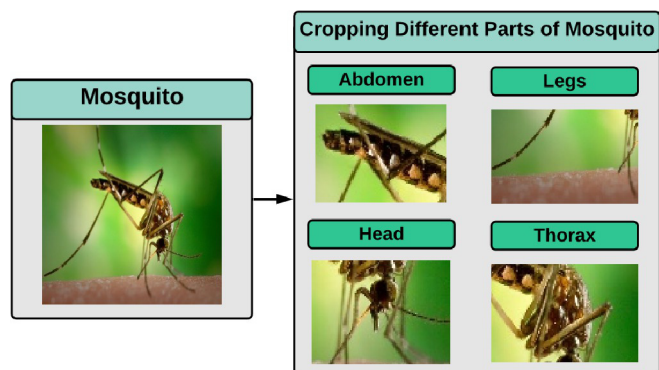 Cropping Different Parts of Mosquito
Mosquito
Abdomen
Legs
Head
Thorax